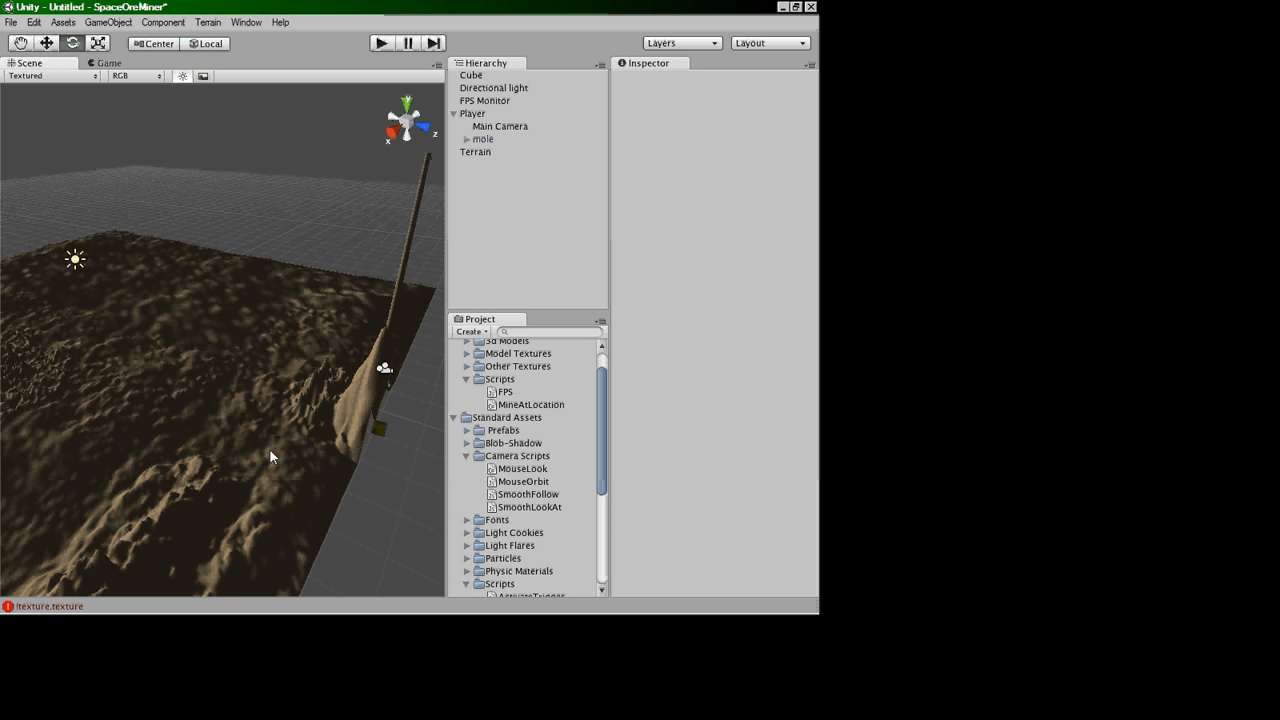 Unity - Untitled - SpaceOreMiner*
File Edit Assets GameObject Component Terrain Window Help
Center Local Layers Layout
Scene Game
Textured RGB
y
x
z
Hierarchy
Cube
Directional light
FPS Monitor
Player
Main Camera
mole
Terrain
Project
Create
3d Models
Model Textures
Other Textures
Scripts
FPS
MineAtLocation
Standard Assets
Prefabs
Blob-Shadow
Camera Scripts
MouseLook
MouseOrbit
SmoothFollow
SmoothLookAt
Fonts
Light Cookies
Light Flares
Particles
Physic Materials
Scripts
ActivateTrigger
Inspector
!texture.texture